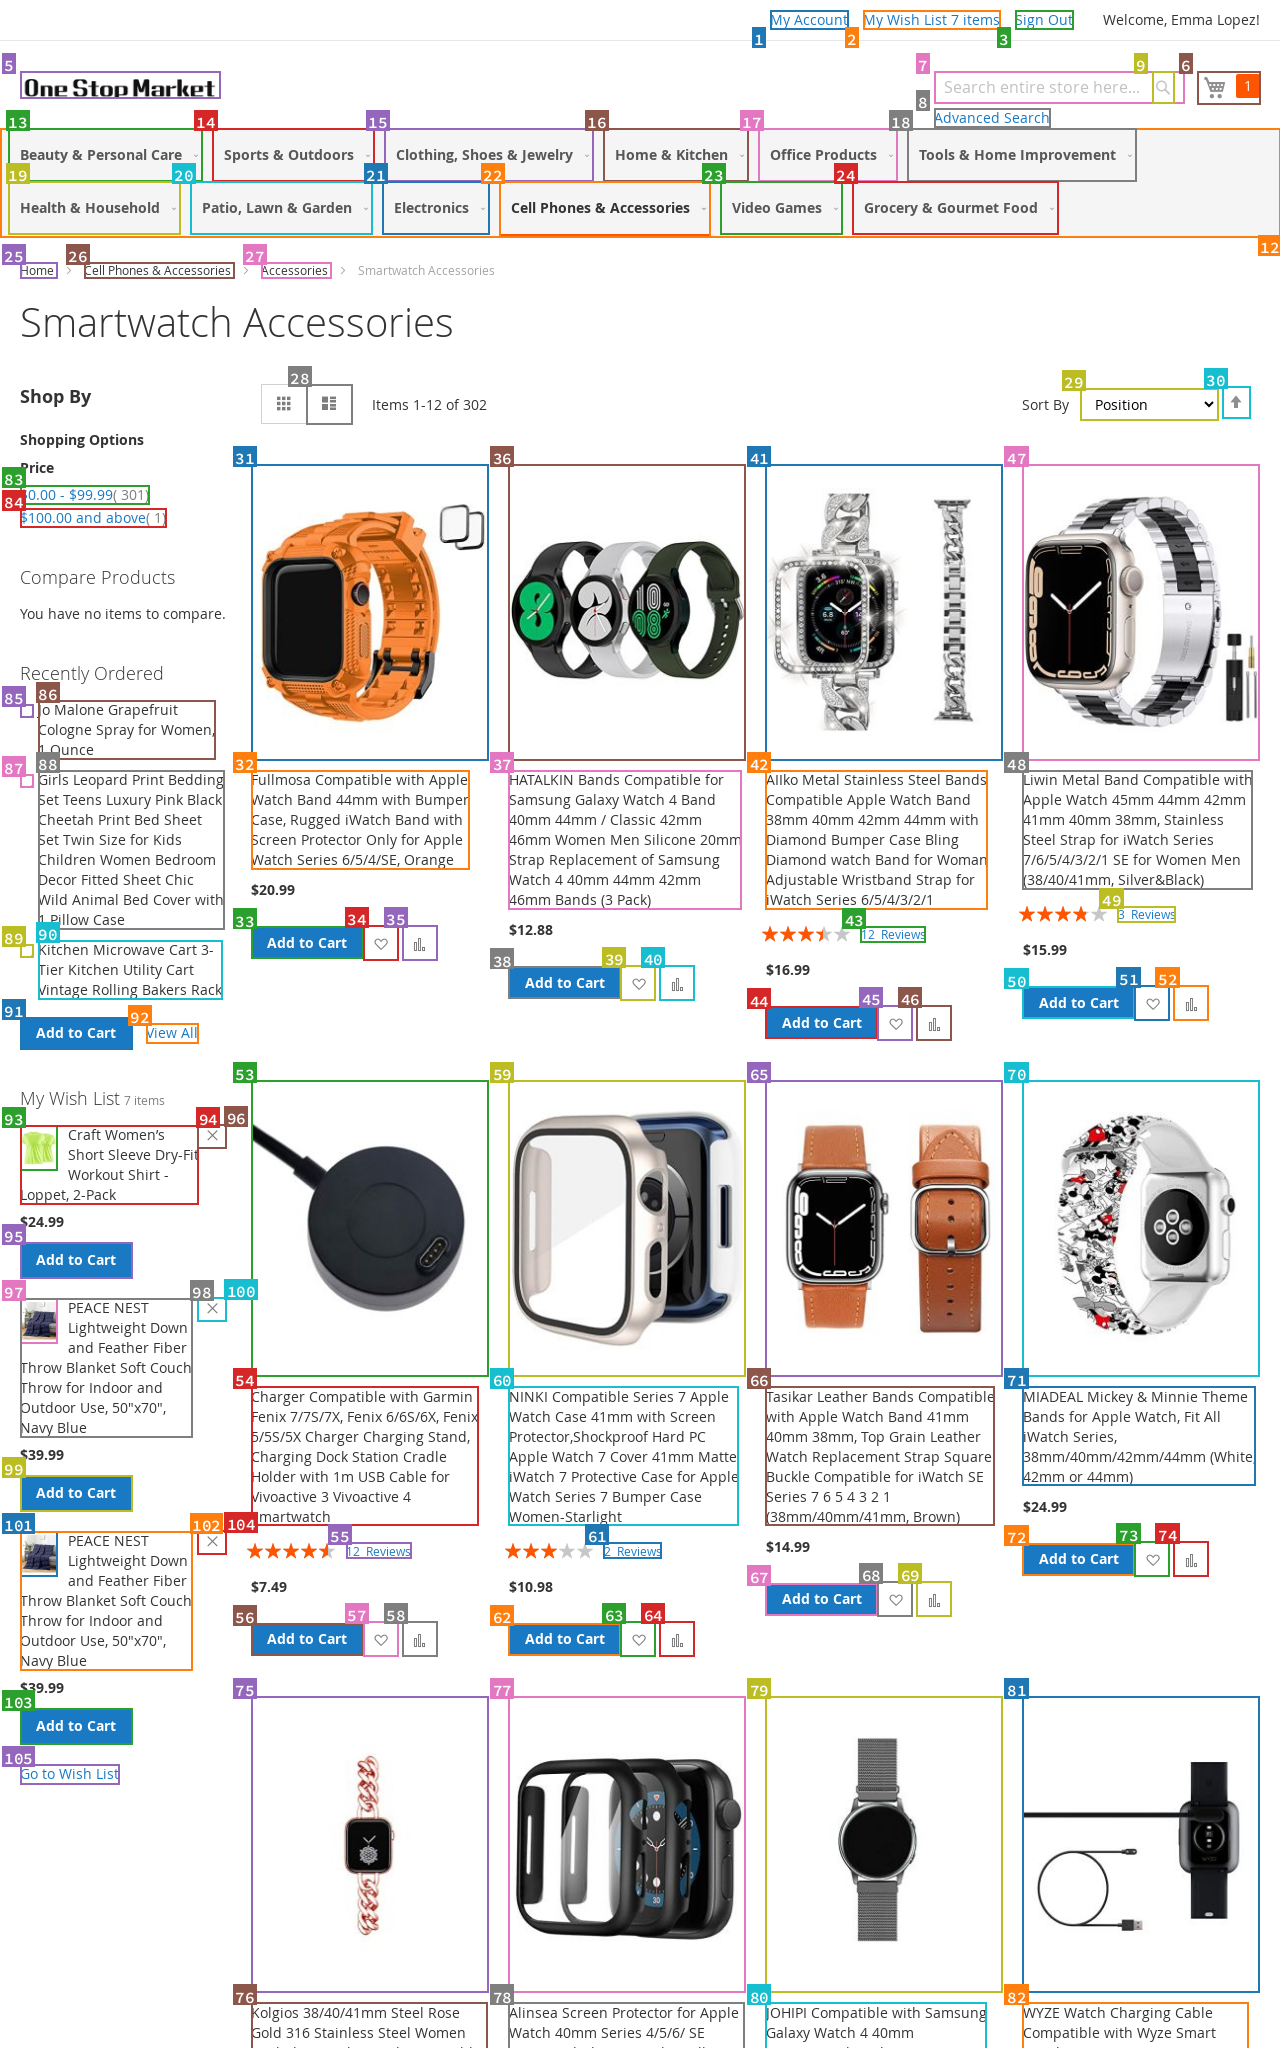 My Account
My Wish List 7 items
Sign Out
Welcome, Emma Lopez!
1
2
3
5
One Stop Market
7
Search entire store here...
9
6
1
8
Advanced Search
13
14
15
16
17
18
Beauty & Personal Care
Sports & Outdoors
Clothing, Shoes & Jewelry
Home & Kitchen
Office Products
Tools & Home Improvement
19
20
21
22
23
24
Health & Household
Patio, Lawn & Garden
Electronics
Cell Phones & Accessories
Video Games
Grocery & Gourmet Food
12
25
26
27
Home
Cell Phones & Accessories
Accessories
Smartwatch Accessories
Smartwatch Accessories
28
Items 1-12 of 302
Sort By
29
Position
30
Shop By
Shopping Options
Price
83
$0.00 - $99.99( 301)
84
$100.00 and above( 1)
Compare Products
You have no items to compare.
Recently Ordered
85
86
Jo Malone Grapefruit
Cologne Spray for Women,
1 Ounce
87
88
Girls Leopard Print Bedding
Set Teens Luxury Pink Black
Cheetah Print Bed Sheet
Set Twin Size for Kids
Children Women Bedroom
Decor Fitted Sheet Chic
Wild Animal Bed Cover with
1 Pillow Case
89
90
Kitchen Microwave Cart 3-
Tier Kitchen Utility Cart
Vintage Rolling Bakers Rack
91
Add to Cart
92
View All
My Wish List 7 items
93
94
96
Craft Women's
Short Sleeve Dry-Fit
Workout Shirt -
Loppet, 2-Pack
$24.99
95
Add to Cart
97
98
100
PEACE NEST
Lightweight Down
and Feather Fiber
Throw Blanket Soft Couch
Throw for Indoor and
Outdoor Use, 50"x70",
Navy Blue
$39.99
99
Add to Cart
101
102
104
PEACE NEST
Lightweight Down
and Feather Fiber
Throw Blanket Soft Couch
Throw for Indoor and
Outdoor Use, 50"x70",
Navy Blue
$39.99
103
Add to Cart
105
Go to Wish List
31
32
Fullmosa Compatible with Apple
Watch Band 44mm with Bumper
Case, Rugged iWatch Band with
Screen Protector Only for Apple
Watch Series 6/5/4/SE, Orange
$20.99
33
Add to Cart
34
35
36
37
HATALKIN Bands Compatible for
Samsung Galaxy Watch 4 Band
40mm 44mm / Classic 42mm
46mm Women Men Silicone 20mm
Strap Replacement of Samsung
Watch 4 40mm 44mm 42mm
46mm Bands (3 Pack)
$12.88
38
Add to Cart
39
40
41
42
AIIko Metal Stainless Steel Bands
Compatible Apple Watch Band
38mm 40mm 42mm 44mm with
Diamond Bumper Case Bling
Diamond watch Band for Woman
Adjustable Wristband Strap for
iWatch Series 6/5/4/3/2/1
43
12 Reviews
$16.99
44
Add to Cart
45
46
47
48
Liwin Metal Band Compatible with
Apple Watch 45mm 44mm 42mm
41mm 40mm 38mm, Stainless
Steel Strap for iWatch Series
7/6/5/4/3/2/1 SE for Women Men
(38/40/41mm, Silver&Black)
49
3 Reviews
$15.99
50
Add to Cart
51
52
53
54
Charger Compatible with Garmin
Fenix 7/7S/7X, Fenix 6/6S/6X, Fenix
5/5S/5X Charger Charging Stand,
Charging Dock Station Cradle
Holder with 1m USB Cable for
Vivoactive 3 Vivoactive 4
Smartwatch
55
12 Reviews
$7.49
56
Add to Cart
57
58
59
60
NINKI Compatible Series 7 Apple
Watch Case 41mm with Screen
Protector,Shockproof Hard PC
Apple Watch 7 Cover 41mm Matte
iWatch 7 Protective Case for Apple
Watch Series 7 Bumper Case
Women-Starlight
61
2 Reviews
$10.98
62
Add to Cart
63
64
65
66
Tasikar Leather Bands Compatible
with Apple Watch Band 41mm
40mm 38mm, Top Grain Leather
Watch Replacement Strap Square
Buckle Compatible for iWatch SE
Series 7 6 5 4 3 2 1
(38mm/40mm/41mm, Brown)
$14.99
67
Add to Cart
68
69
70
71
MIADEAL Mickey & Minnie Theme
Bands for Apple Watch, Fit All
iWatch Series,
38mm/40mm/42mm/44mm (White,
42mm or 44mm)
$24.99
72
Add to Cart
73
74
75
76
Kolgios 38/40/41mm Steel Rose
Gold 316 Stainless Steel Women
77
78
Alinsea Screen Protector for Apple
Watch 40mm Series 4/5/6/ SE
79
80
JOHIPI Compatible with Samsung
Galaxy Watch 4 40mm
81
82
WYZE Watch Charging Cable
Compatible with Wyze Smart